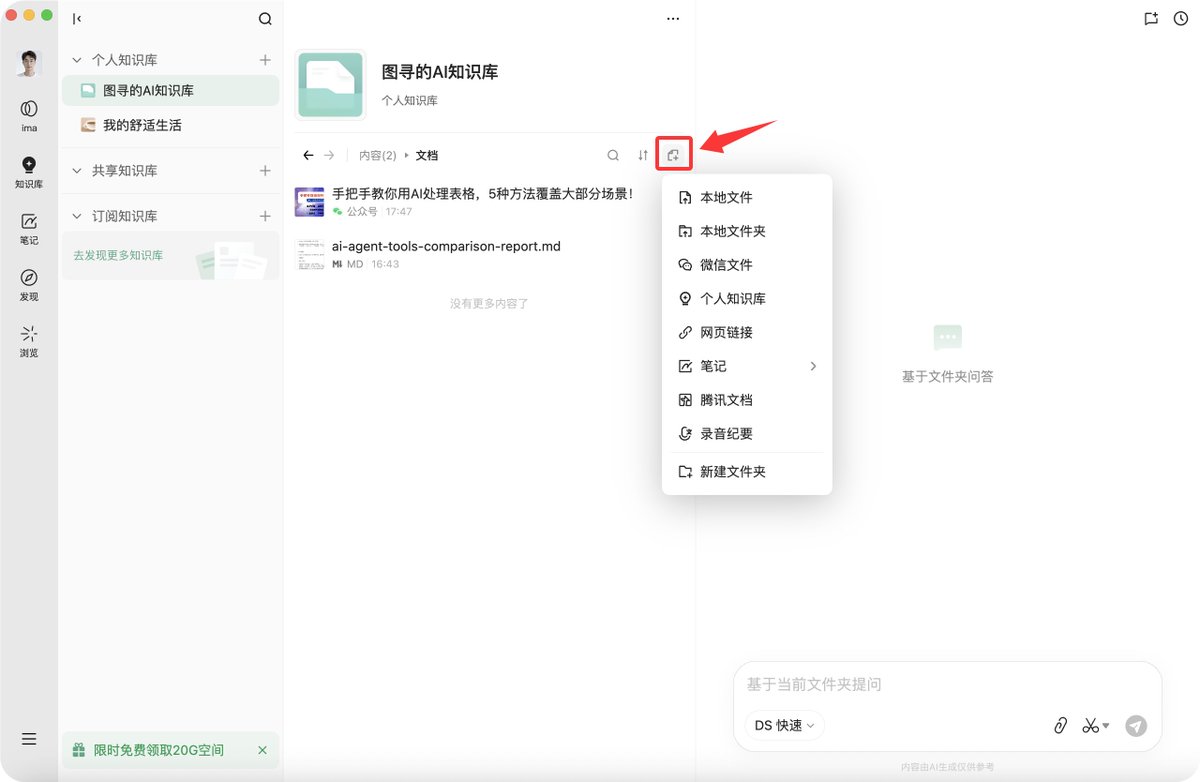 ima
知识库
笔记
发现
浏览
个人知识库
图寻的AI知识库
我的舒适生活
共享知识库
订阅知识库
去发现更多知识库
限时免费领取20G空间
图寻的AI知识库
个人知识库
内容(2) 文档
手把手教你用AI处理表格，5种方法覆盖大部分场景！
公众号 17:47
ai-agent-tools-comparison-report.md
MD 16:43
没有更多内容了
本地文件
本地文件夹
微信文件
个人知识库
网页链接
笔记
腾讯文档
录音纪要
新建文件夹
基于文件夹问答
基于当前文件夹提问
DS 快速
内容由AI生成仅供参考